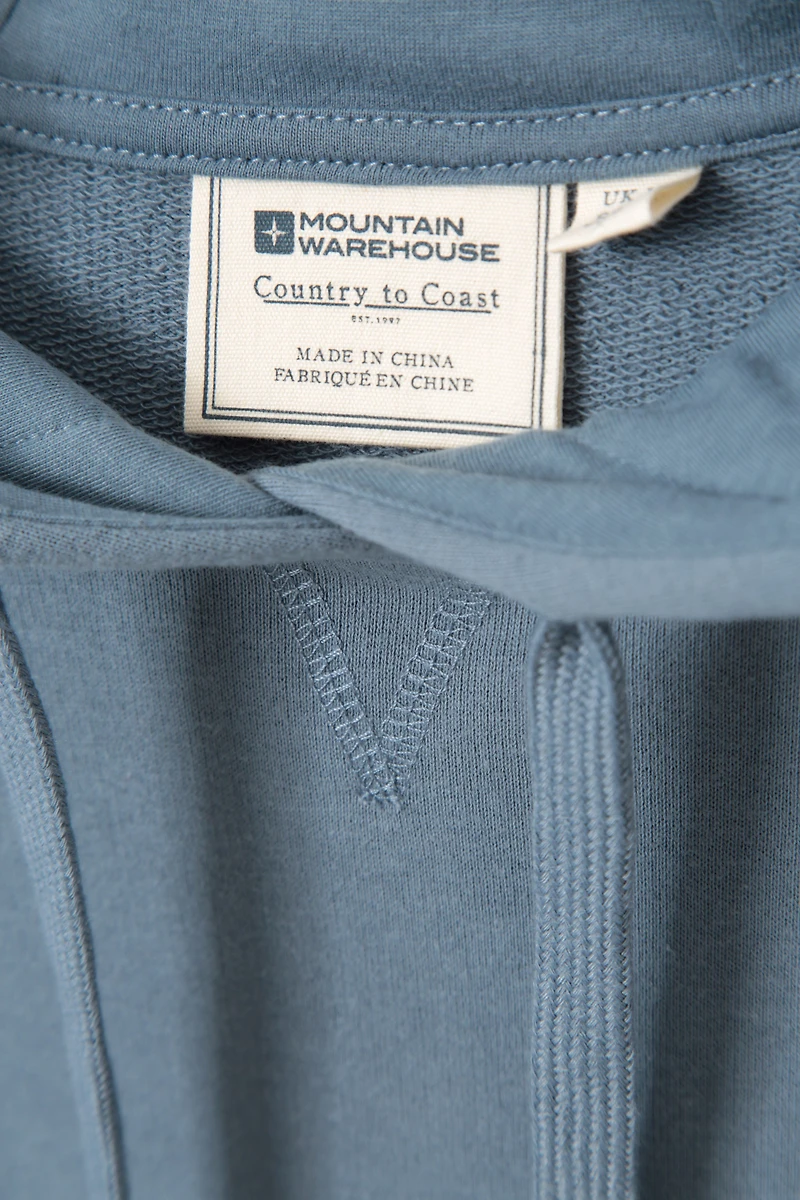 MOUNTAIN
WAREHOUSE
Country to Coast
EST. 1997
MADE IN CHINA
FABRIQUÉ EN CHINE
UK